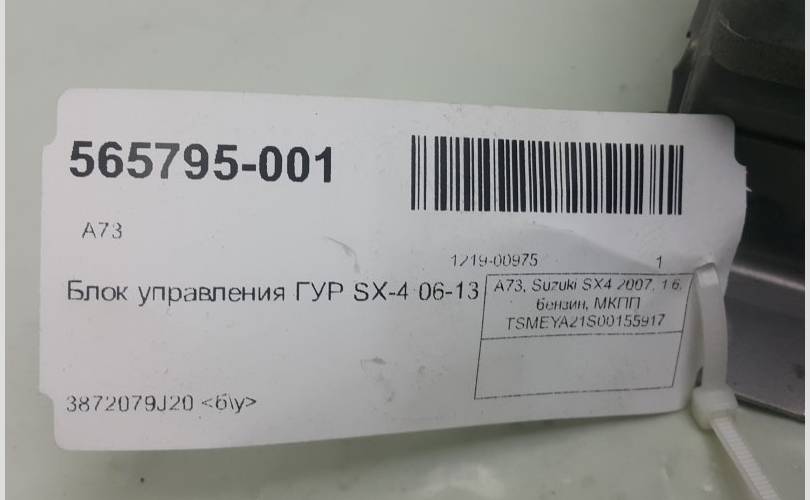 565795-001
A73
1219-00975 1
Блок управления ГУР SX-4 06-13
A73, Suzuki SX4 2007, 1.6,
бензин, МКПП
TSMEYA21S00155917
3872079J20 <б\у>